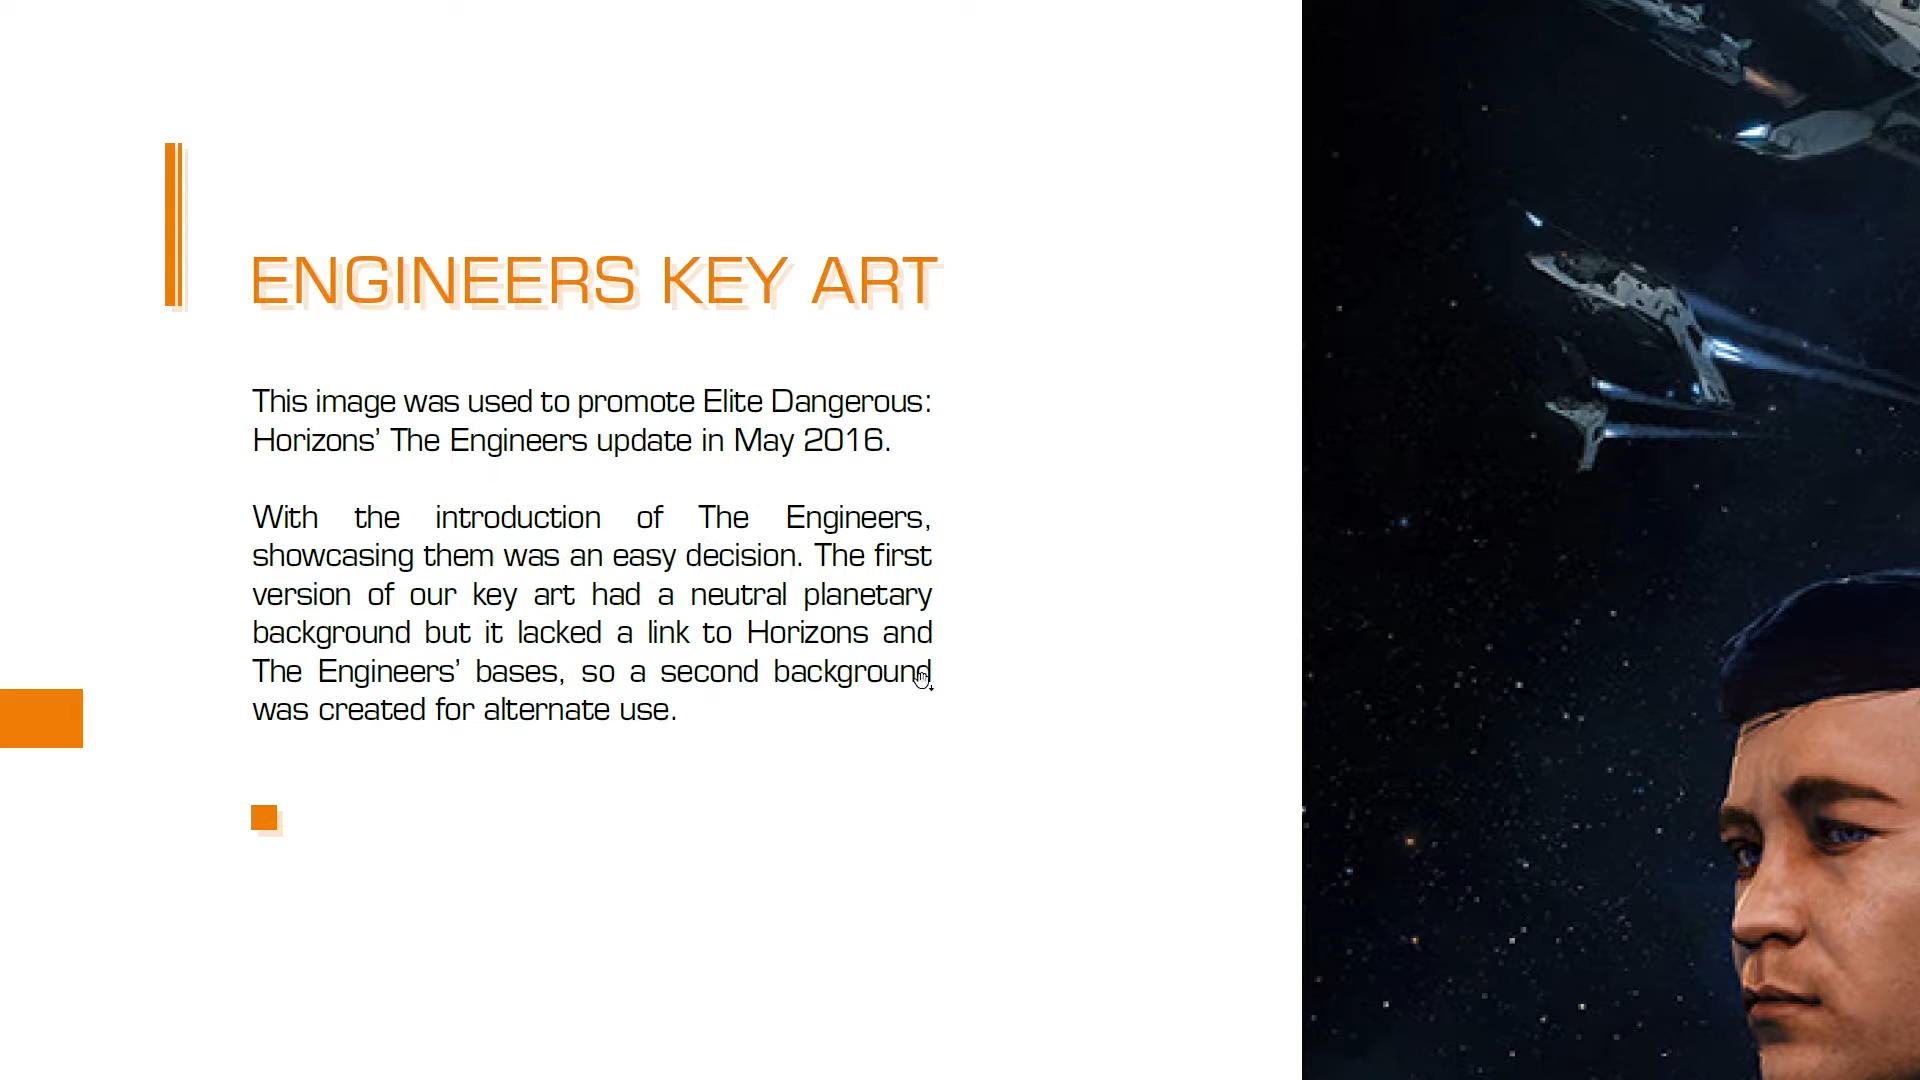 ENGINEERS KEY ART
This image was used to promote Elite Dangerous:
Horizons’ The Engineers update in May 2016.
With the introduction of The Engineers,
showcasing them was an easy decision. The first
version of our key art had a neutral planetary
background but it lacked a link to Horizons and
The Engineers’ bases, so a second background
was created for alternate use.